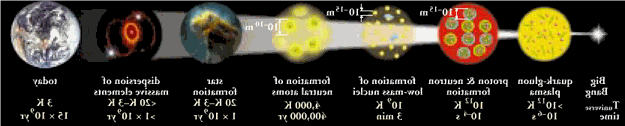 10⁻¹⁵ m
10⁻¹⁵ m
10⁻¹⁰ m
Big
Bang
Tuniverse
time
quark-gluon
plasma
>10¹² K
10⁻⁶ s
proton & neutron
formation
10¹² K
10⁻⁴ s
formation of
low-mass nuclei
10⁹ K
3 min
formation of
neutral atoms
4,000 K
400,000 yr
star
formation
20 K–3 K
1 × 10⁹ yr
dispersion of
massive elements
<20 K–3 K
>1 × 10⁹ yr
today
3 K
15 × 10⁹ yr